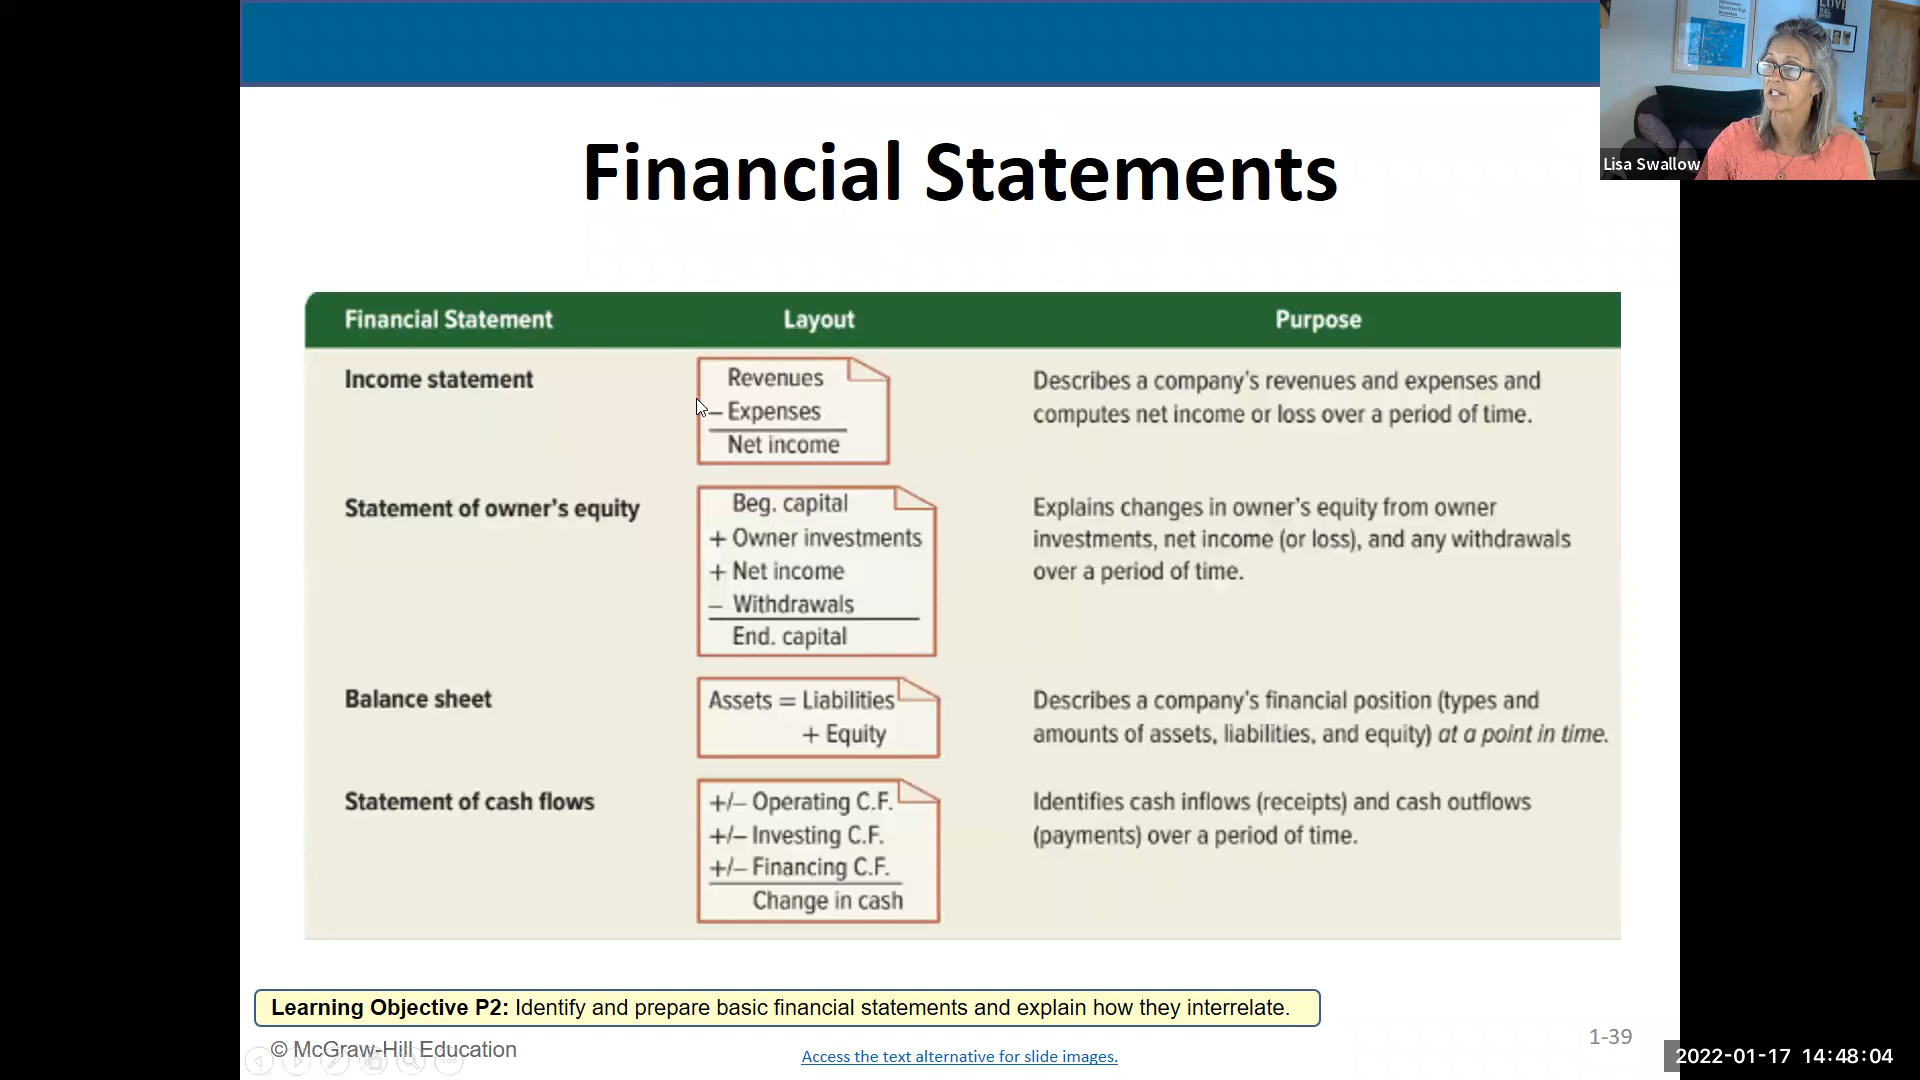 Financial Statements
Lisa Swallow
Financial Statement Layout Purpose
Income statement
Revenues
– Expenses
Net income
Describes a company's revenues and expenses and
computes net income or loss over a period of time.
Statement of owner's equity
Beg. capital
+ Owner investments
+ Net income
– Withdrawals
End. capital
Explains changes in owner's equity from owner
investments, net income (or loss), and any withdrawals
over a period of time.
Balance sheet
Assets = Liabilities
+ Equity
Describes a company's financial position (types and
amounts of assets, liabilities, and equity) at a point in time.
Statement of cash flows
+/– Operating C.F.
+/– Investing C.F.
+/– Financing C.F.
Change in cash
Identifies cash inflows (receipts) and cash outflows
(payments) over a period of time.
Learning Objective P2: Identify and prepare basic financial statements and explain how they interrelate.
© McGraw-Hill Education
Access the text alternative for slide images.
1-39
2022-01-17 14:48:04